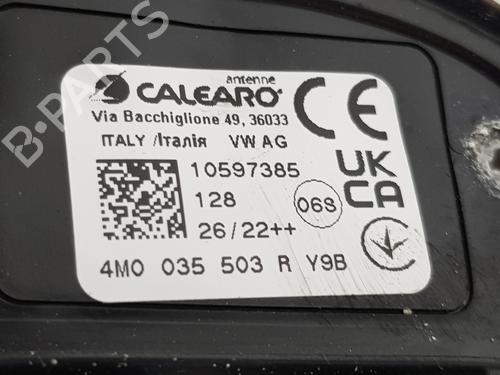 antenne
CALEARO
Via Bacchiglione 49, 36033
ITALY /Італія VW AG
10597385
128
06S
26/22++
4M0 035 503 R Y9B
CE
UK
CA
B-PARTS